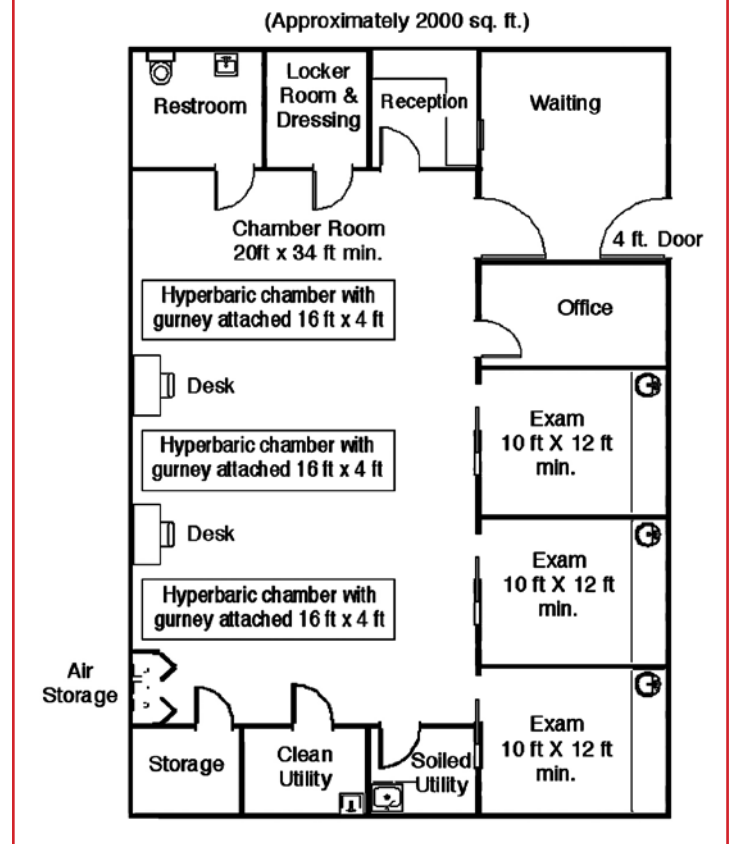 (Approximately 2000 sq. ft.)
Restroom
Locker
Room &
Dressing
Reception
Waiting
Chamber Room
20ft x 34 ft min.
4 ft. Door
Hyperbaric chamber with
gurney attached 16 ft x 4 ft
Office
Desk
Exam
10 ft X 12 ft
min.
Hyperbaric chamber with
gurney attached 16 ft x 4 ft
Desk
Exam
10 ft X 12 ft
min.
Hyperbaric chamber with
gurney attached 16 ft x 4 ft
Air
Storage
Exam
10 ft X 12 ft
min.
Storage
Clean
Utility
Soiled
Utility